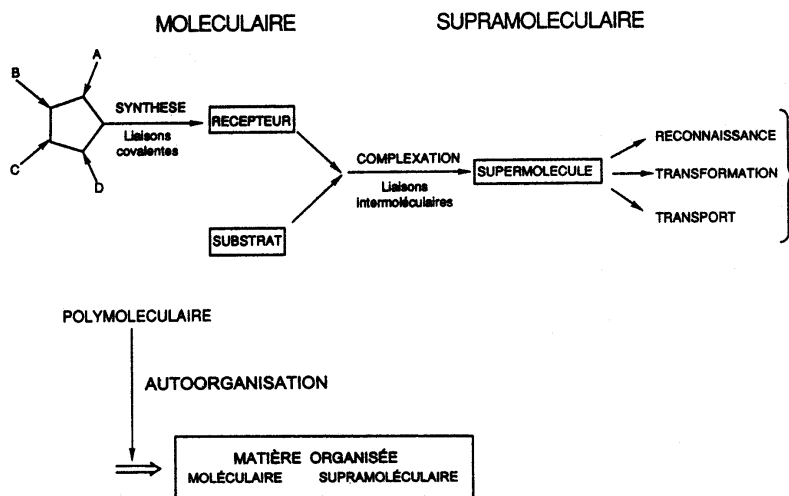 MOLECULAIRE
SUPRAMOLECULAIRE
A
B
C
D
SYNTHESE
Liaisons
covalentes
RECEPTEUR
SUBSTRAT
COMPLEXATION
Liaisons
intermoléculaires
SUPERMOLECULE
RECONNAISSANCE
TRANSFORMATION
TRANSPORT
POLYMOLECULAIRE
AUTOORGANISATION
MATIÈRE ORGANISÉE
MOLÉCULAIRE SUPRAMOLÉCULAIRE